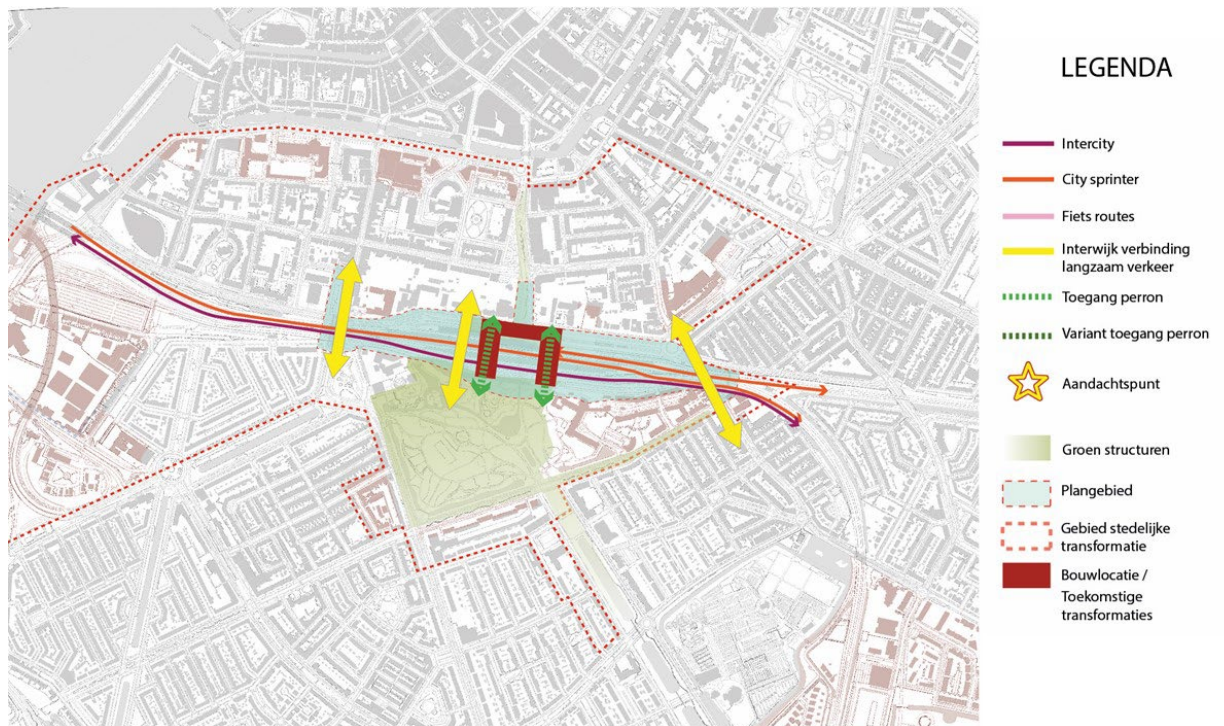 LEGENDA
Intercity
City sprinter
Fiets routes
Interwijk verbinding
langzaam verkeer
Toegang perron
Variant toegang perron
Aandachtspunt
Groen structuren
Plangebied
Gebied stedelijke
transformatie
Bouwlocatie /
Toekomstige
transformaties